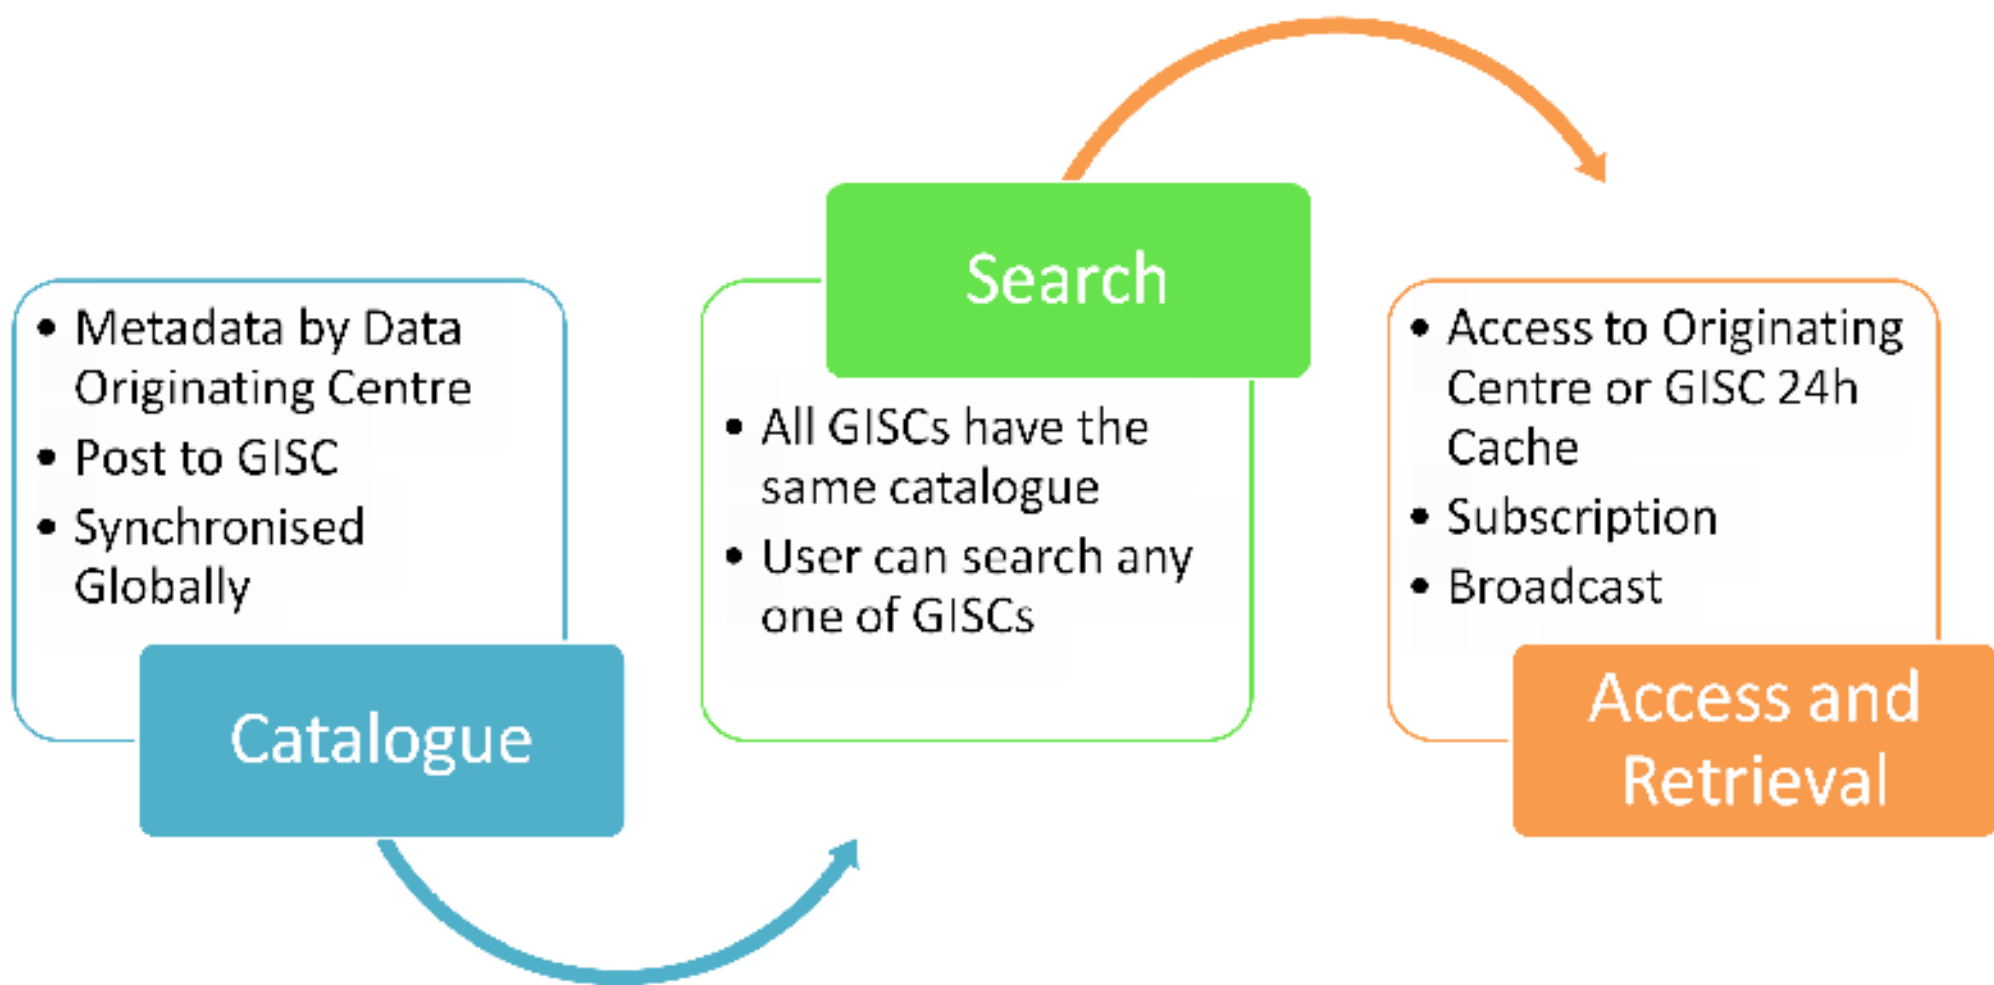 • Metadata by Data
Originating Centre
• Post to GISC
• Synchronised
Globally
Catalogue
Search
• All GISCs have the
same catalogue
• User can search any
one of GISCs
• Access to Originating
Centre or GISC 24h
Cache
• Subscription
• Broadcast
Access and
Retrieval